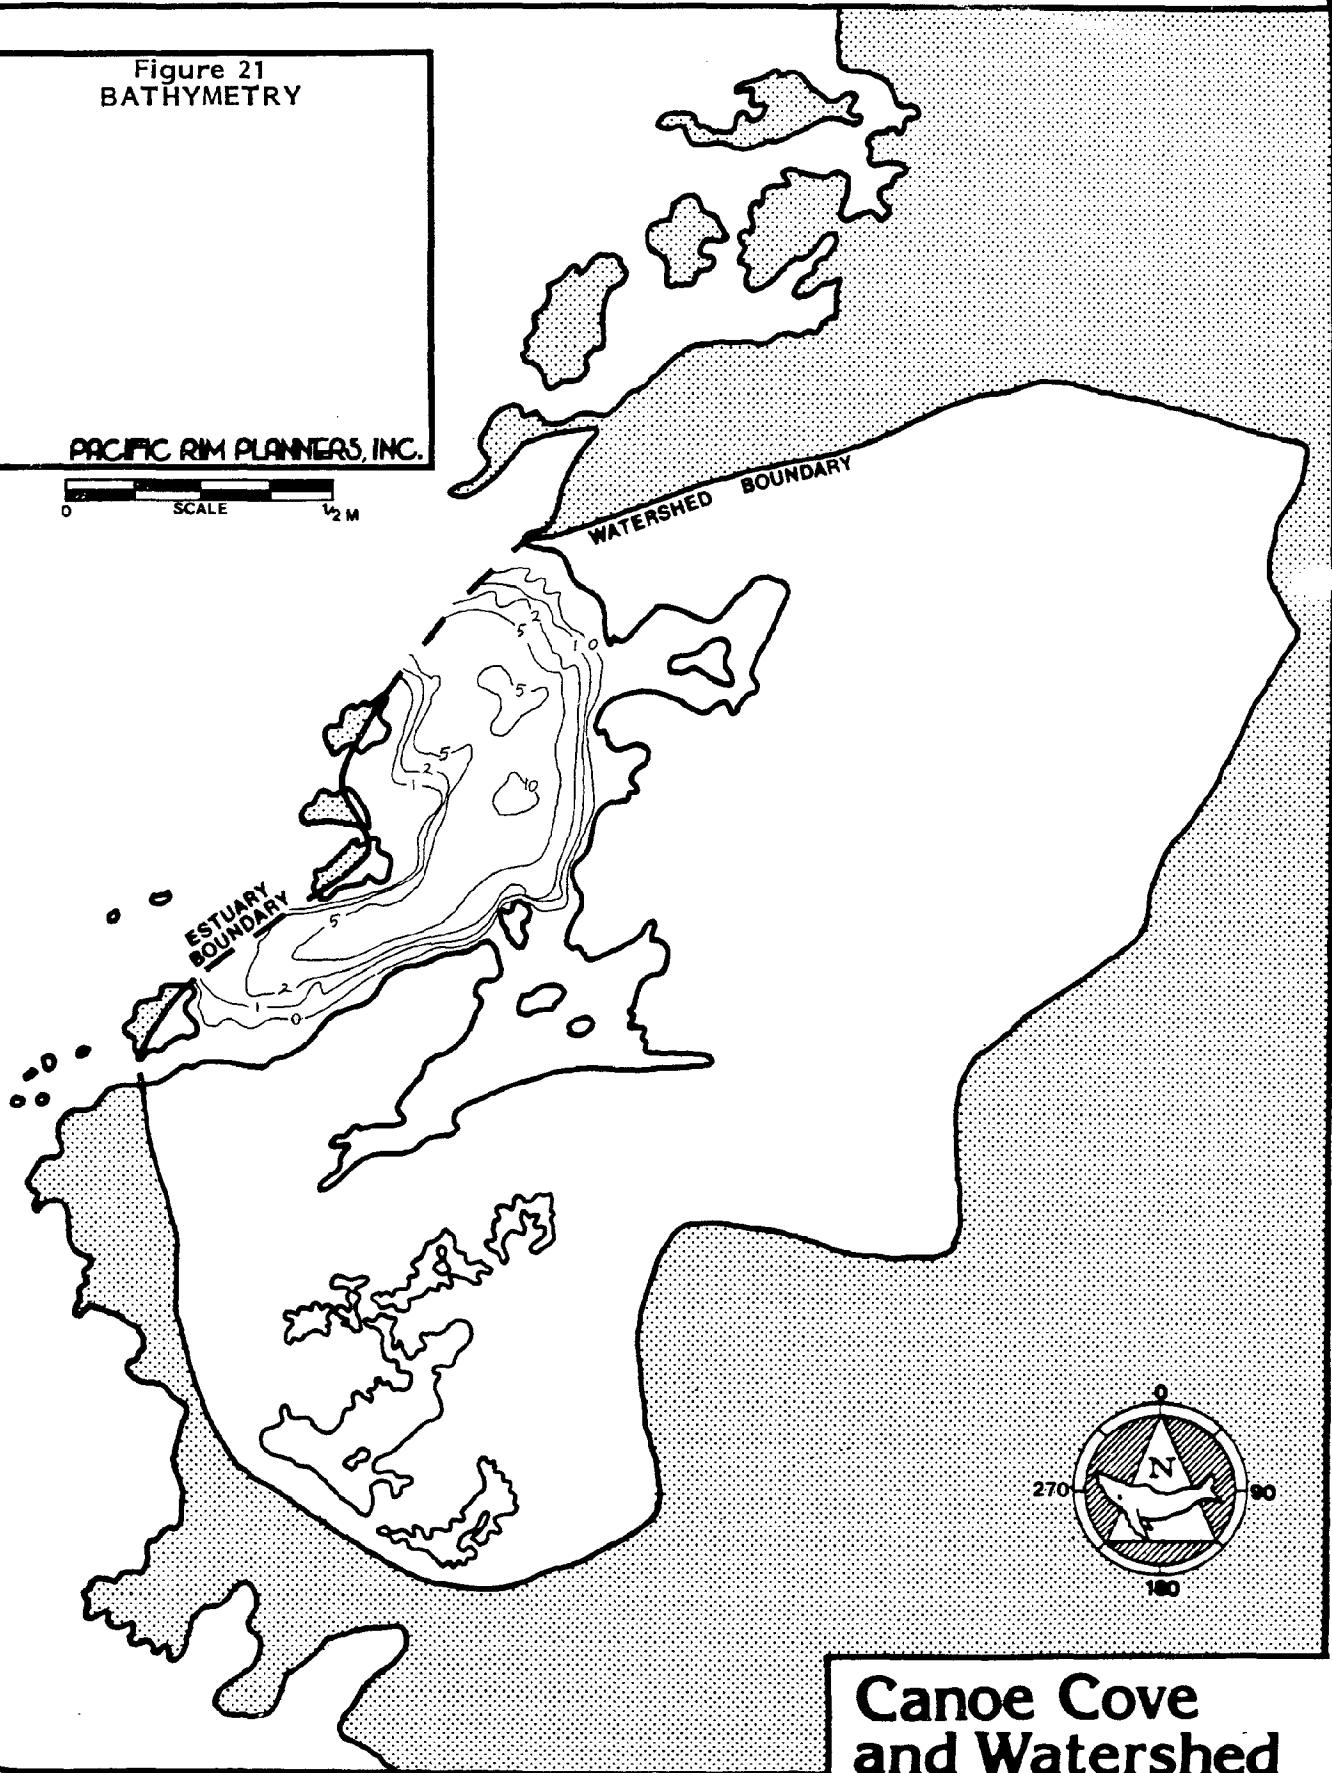 Figure 21
BATHYMETRY
PACIFIC RIM PLANNERS, INC.
0 SCALE 1/2 M
WATERSHED BOUNDARY
2
5
1 0
5
5
2
1
10
ESTUARY
BOUNDARY
5
2
1
0
0
N
270 90
180
Canoe Cove
and Watershed